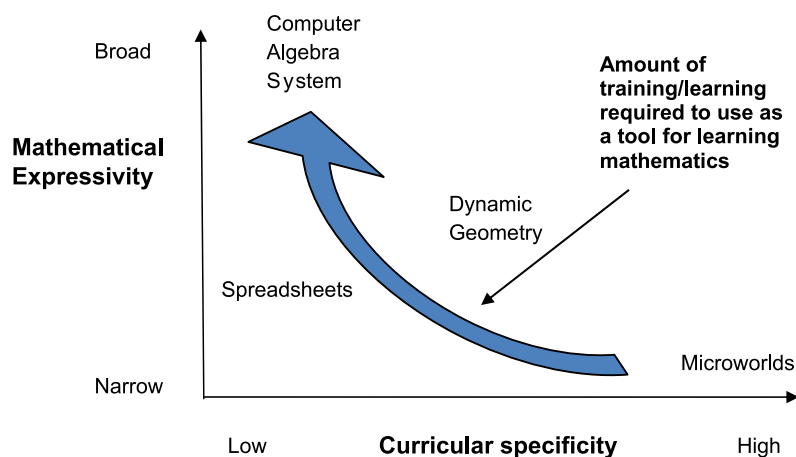 Computer
Algebra
System
Broad
Amount of
training/learning
required to use as
a tool for learning
mathematics
Mathematical
Expressivity
Dynamic
Geometry
Spreadsheets
Microworlds
Narrow
Low
Curricular specificity
High